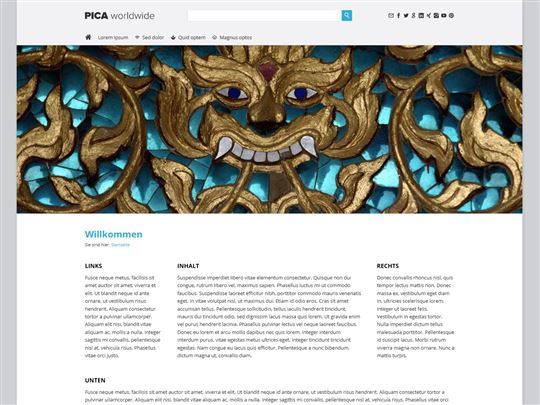 PICA worldwide
Lorem Ipsum Sed dolor Quid optem Magnus optos
Willkommen
Sie sind hier: Startseite
LINKS
Fusce neque metus, facilisis sit
amet auctor sit amet, viverra et
elit. Ut blandit neque id ante
ornare, ut vestibulum risus
hendrerit. Aliquam consectetur
tortor a pulvinar ullamcorper.
Aliquam elit nisi, blandit vitae
aliquam ac, mollis a nulla. Integer
sagittis mi convallis, pellentesque
nisl at, vehicula risus. Phasellus
vitae orci justo.
INHALT
Suspendisse imperdiet libero vitae elementum consectetur. Quisque non dui
congue, rutrum libero vel, maximus sapien. Phasellus luctus mi ut commodo
blandit. Curabitur efficitur efficitur nibh, porttitor commodo mauris venenatis
eget. In vitae volutpat nisl, ut maximus dui. Etiam id odio eros. Cras sit amet
accumsan tellus. Pellentesque sollicitudin, tellus iaculis hendrerit tincidunt,
mauris dui tincidunt odio, sed dignissim lacus massa quis lorem. Ut gravida enim
vel purus hendrerit lacinia. Phasellus pulvinar lectus vel neque laoreet faucibus.
Donec eu lorem et arcu mollis dapibus nec quis lorem. Integer interdum
interdum purus, vitae egestas metus ultrices eget. Integer tincidunt tincidunt
egestas. Nam congue eu lacus quis efficitur. Pellentesque a nunc bibendum,
dictum magna ut, convallis diam.
RECHTS
Donec convallis rhoncus nisl, quis
tempor lectus mattis non. Donec
massa ex, vestibulum eget diam
in, ultricies scelerisque lorem.
Integer ut lacus felis.
Vestibulum in egestas tortor.
Nulla imperdiet dictum tellus
malesuada porttitor. Pellentesque
id suscipit lacus. Morbi rutrum
viverra magna non ornare. Nunc a
mattis turpis.
UNTEN
Fusce neque metus, facilisis sit amet auctor sit amet, viverra et elit. Ut blandit neque id ante ornare, ut vestibulum risus hendrerit. Aliquam consectetur
tortor a pulvinar ullamcorper. Aliquam elit nisi, blandit vitae aliquam ac, mollis a nulla. Integer sagittis mi convallis, pellentesque nisl at, vehicula risus. Phasellus